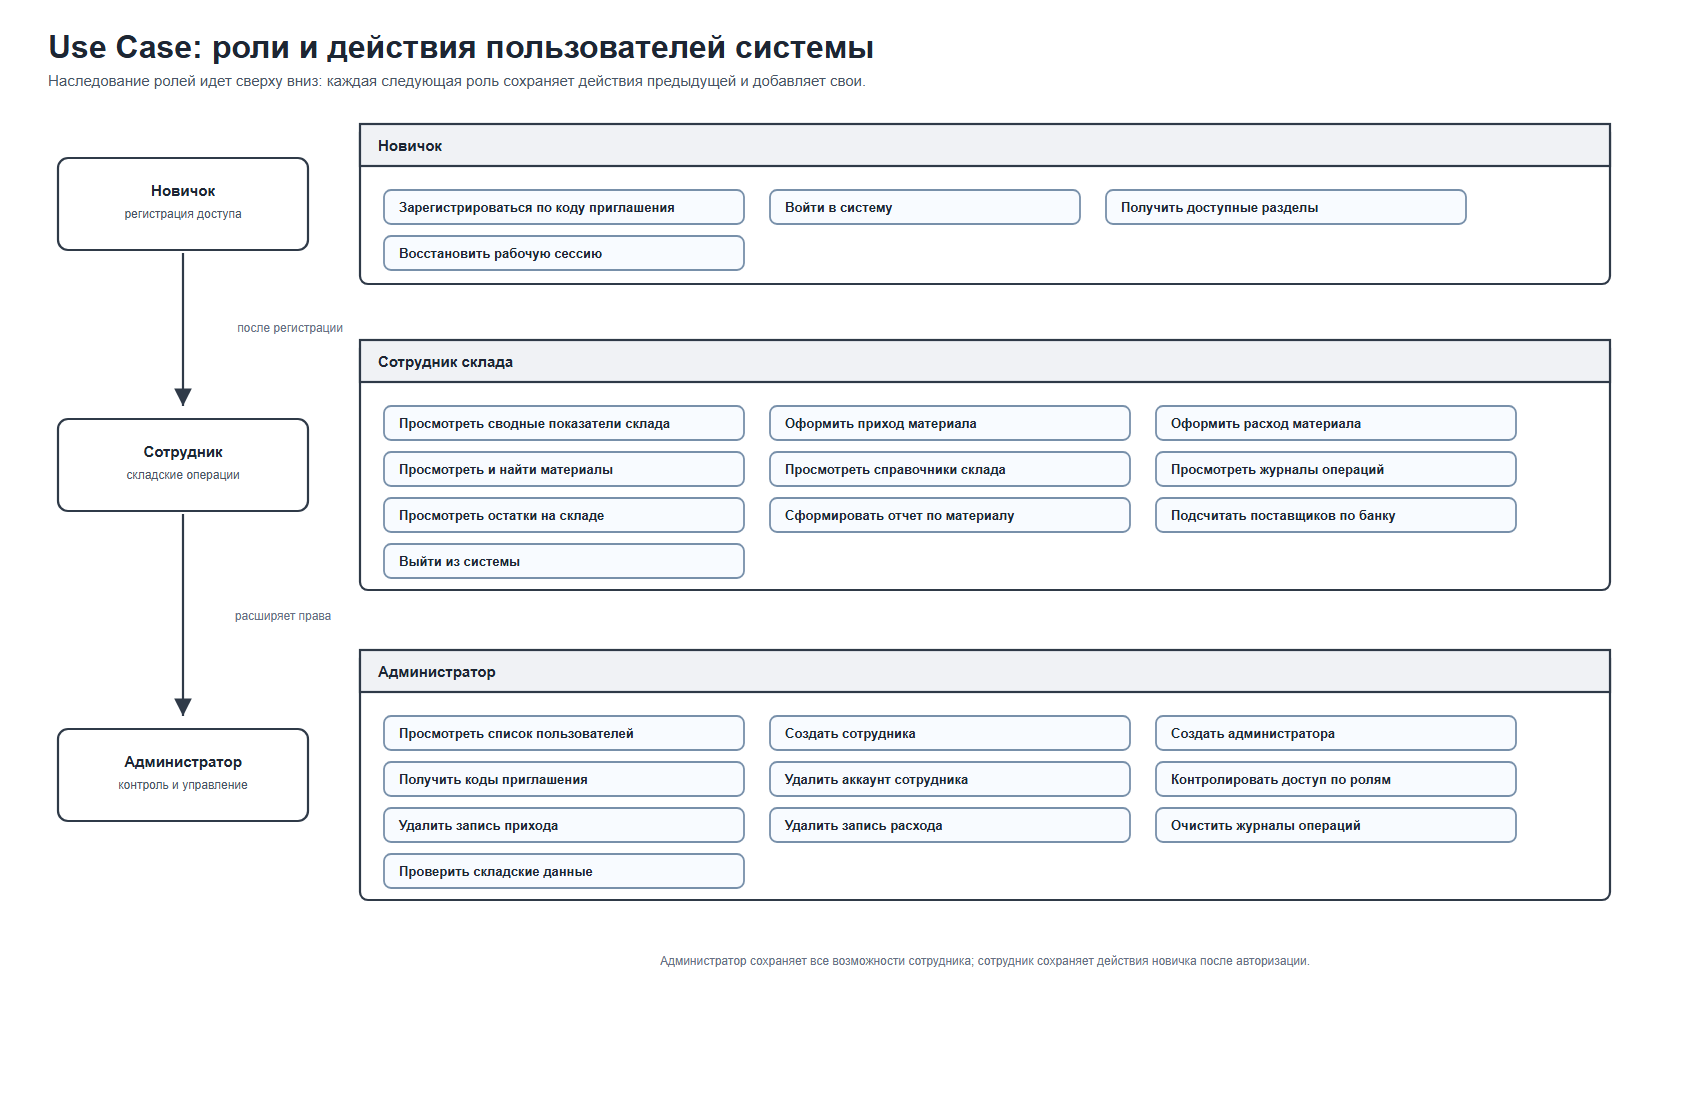 Use Case: роли и действия пользователей системы
Наследование ролей идет сверху вниз: каждая следующая роль сохраняет действия предыдущей и добавляет свои.
Новичок
регистрация доступа
Новичок
Зарегистрироваться по коду приглашения
Войти в систему
Получить доступные разделы
Восстановить рабочую сессию
после регистрации
Сотрудник
складские операции
Сотрудник склада
Просмотреть сводные показатели склада
Оформить приход материала
Оформить расход материала
Просмотреть и найти материалы
Просмотреть справочники склада
Просмотреть журналы операций
Просмотреть остатки на складе
Сформировать отчет по материалу
Подсчитать поставщиков по банку
Выйти из системы
расширяет права
Администратор
контроль и управление
Администратор
Просмотреть список пользователей
Создать сотрудника
Создать администратора
Получить коды приглашения
Удалить аккаунт сотрудника
Контролировать доступ по ролям
Удалить запись прихода
Удалить запись расхода
Очистить журналы операций
Проверить складские данные
Администратор сохраняет все возможности сотрудника; сотрудник сохраняет действия новичка после авторизации.